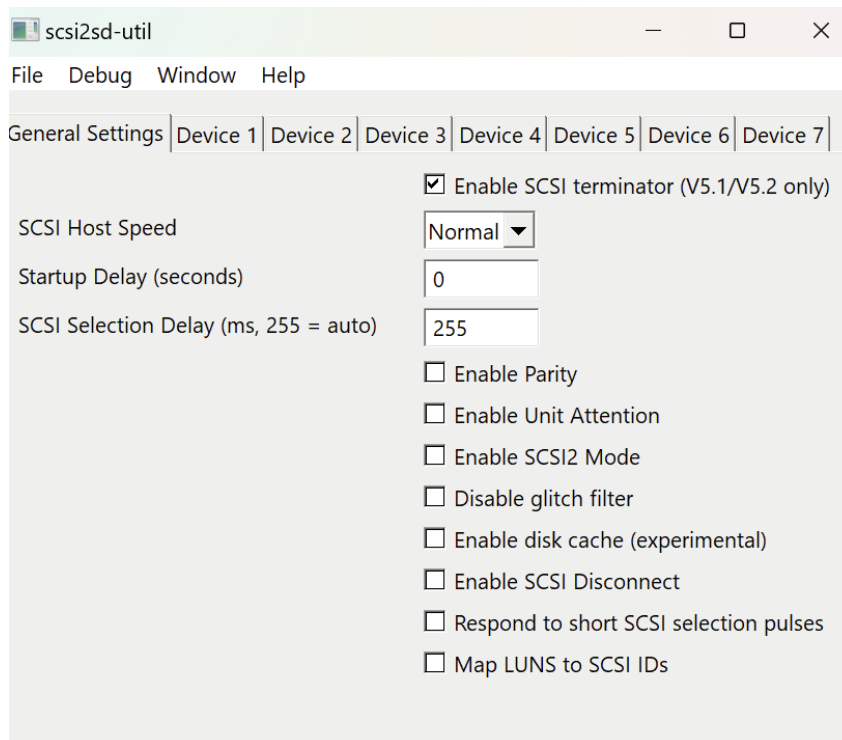 scsi2sd-util
File Debug Window Help
General Settings Device 1 Device 2 Device 3 Device 4 Device 5 Device 6 Device 7
Enable SCSI terminator (V5.1/V5.2 only)
SCSI Host Speed Normal
Startup Delay (seconds) 0
SCSI Selection Delay (ms, 255 = auto) 255
Enable Parity
Enable Unit Attention
Enable SCSI2 Mode
Disable glitch filter
Enable disk cache (experimental)
Enable SCSI Disconnect
Respond to short SCSI selection pulses
Map LUNS to SCSI IDs